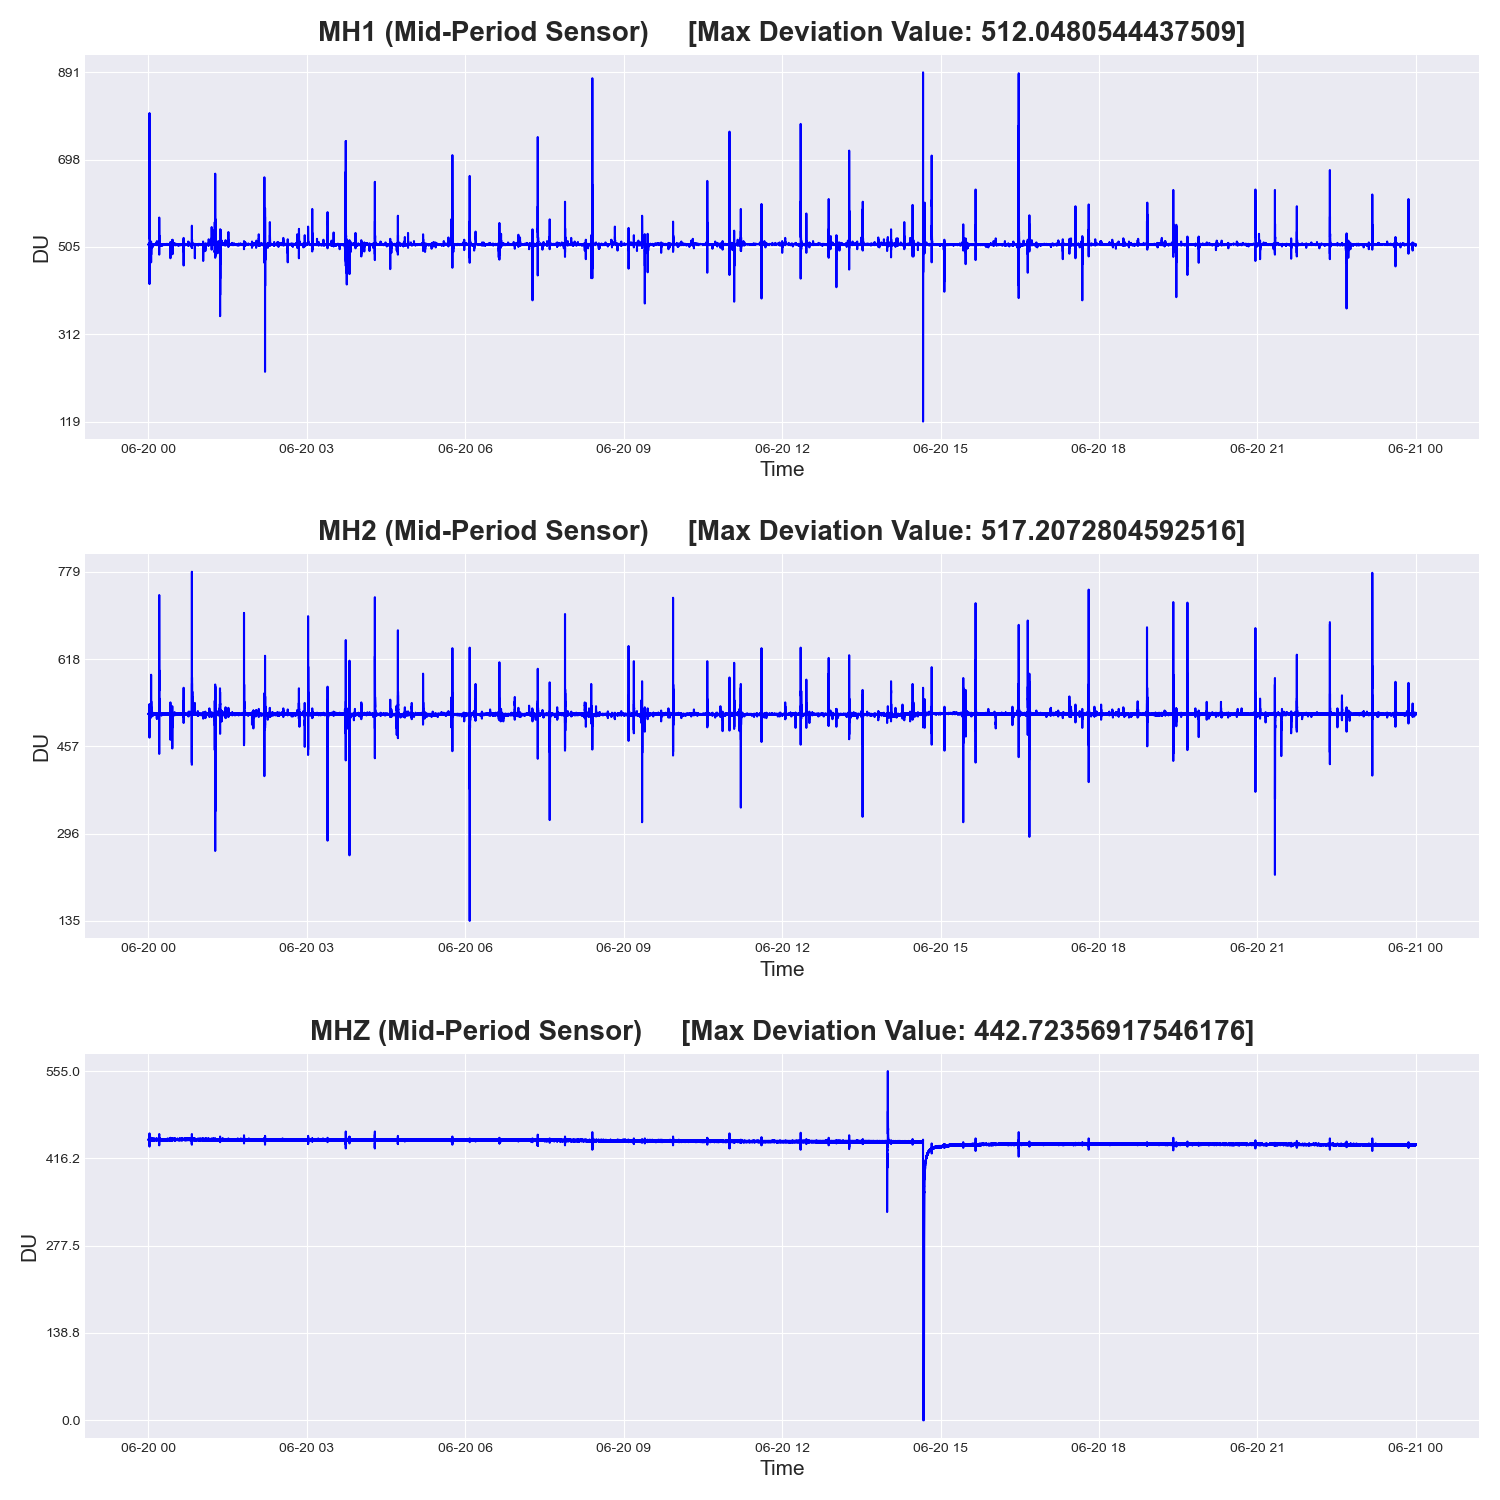 MH1 (Mid-Period Sensor) [Max Deviation Value: 512.0480544437509]
891
698
505
312
119
DU
06-20 00 06-20 03 06-20 06 06-20 09 06-20 12 06-20 15 06-20 18 06-20 21 06-21 00
Time
MH2 (Mid-Period Sensor) [Max Deviation Value: 517.2072804592516]
779
618
457
296
135
DU
06-20 00 06-20 03 06-20 06 06-20 09 06-20 12 06-20 15 06-20 18 06-20 21 06-21 00
Time
MHZ (Mid-Period Sensor) [Max Deviation Value: 442.72356917546176]
555.0
416.2
277.5
138.8
0.0
DU
06-20 00 06-20 03 06-20 06 06-20 09 06-20 12 06-20 15 06-20 18 06-20 21 06-21 00
Time